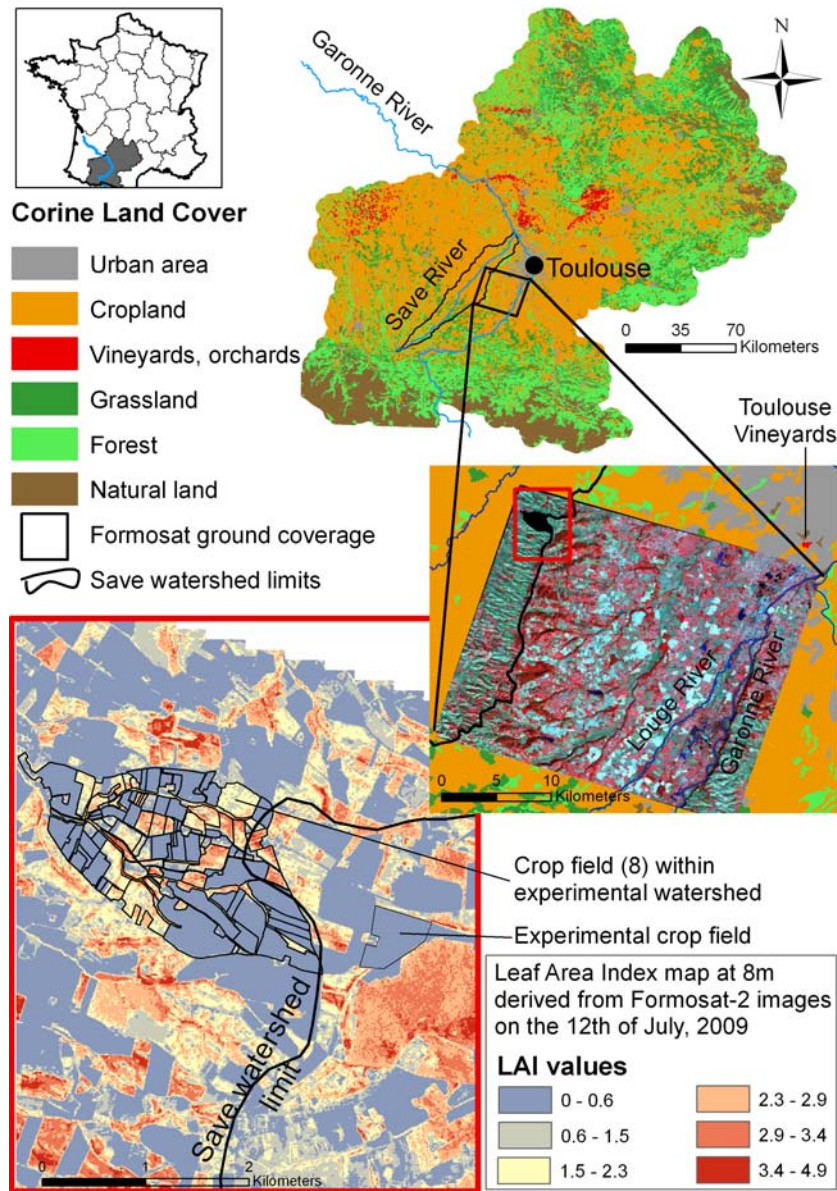 N
Garonne River
Corine Land Cover
Urban area
Cropland
Vineyards, orchards
Grassland
Forest
Natural land
Formosat ground coverage
Save watershed limits
Save River
Toulouse
0 35 70
Kilometers
Toulouse
Vineyards
Louge River
Garonne River
0 5 10
Kilometers
Crop field (8) within
experimental watershed
Experimental crop field
Save watershed
limit
0 1 2
Kilometers
Leaf Area Index map at 8m
derived from Formosat-2 images
on the 12th of July, 2009
LAI values
0 - 0.6
0.6 - 1.5
1.5 - 2.3
2.3 - 2.9
2.9 - 3.4
3.4 - 4.9